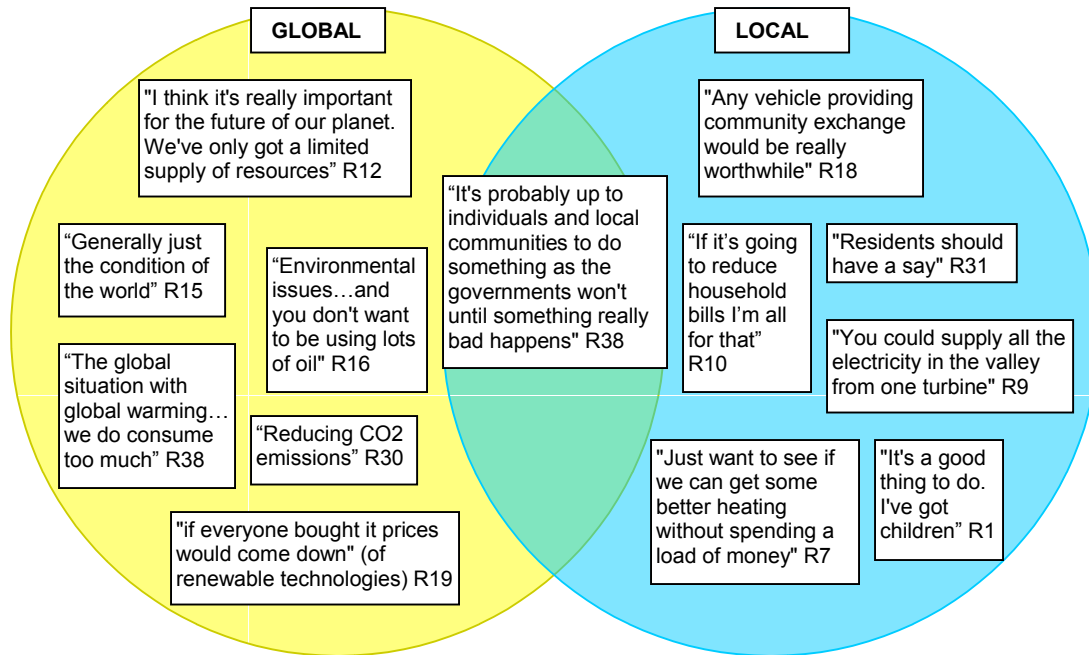 GLOBAL
LOCAL
"I think it's really important
for the future of our planet.
We've only got a limited
supply of resources” R12
"Any vehicle providing
community exchange
would be really
worthwhile" R18
“It's probably up to
individuals and local
communities to do
something as the
governments won't
until something really
bad happens" R38
“Generally just
the condition of
the world” R15
“Environmental
issues…and
you don't want
to be using lots
of oil" R16
“If it’s going
to reduce
household
bills I’m all
for that”
R10
"Residents should
have a say" R31
“The global
situation with
global warming…
we do consume
too much” R38
"You could supply all the
electricity in the valley
from one turbine" R9
“Reducing CO2
emissions” R30
"Just want to see if
we can get some
better heating
without spending a
load of money" R7
"It's a good
thing to do.
I've got
children” R1
"if everyone bought it prices
would come down" (of
renewable technologies) R19